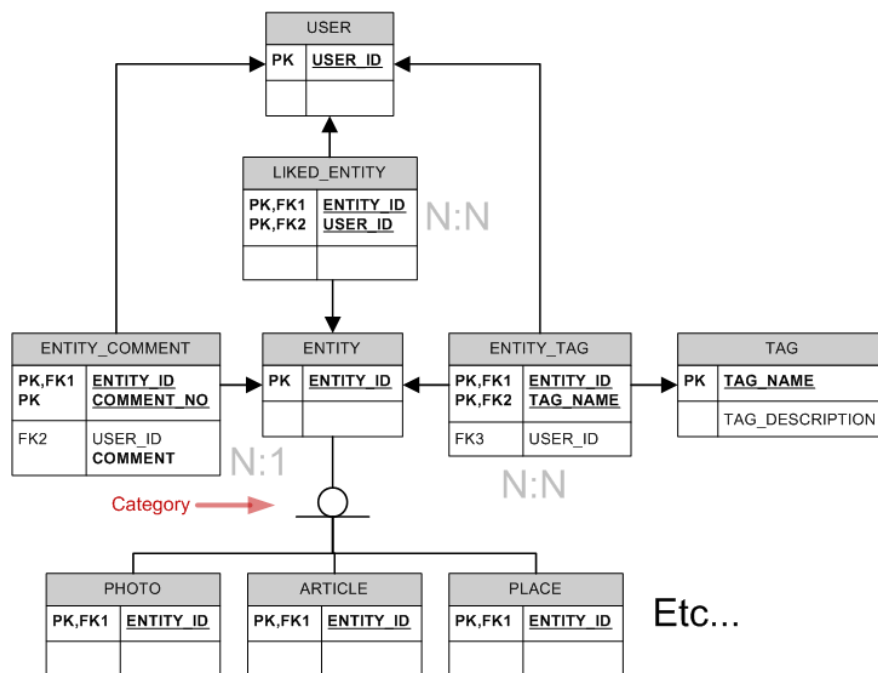 USER
PK USER_ID
LIKED_ENTITY
PK,FK1 ENTITY_ID
PK,FK2 USER_ID
N:N
ENTITY_COMMENT
PK,FK1 ENTITY_ID
PK COMMENT_NO
FK2 USER_ID
COMMENT
N:1
ENTITY
PK ENTITY_ID
ENTITY_TAG
PK,FK1 ENTITY_ID
PK,FK2 TAG_NAME
FK3 USER_ID
N:N
TAG
PK TAG_NAME
TAG_DESCRIPTION
Category
PHOTO
PK,FK1 ENTITY_ID
ARTICLE
PK,FK1 ENTITY_ID
PLACE
PK,FK1 ENTITY_ID
Etc...